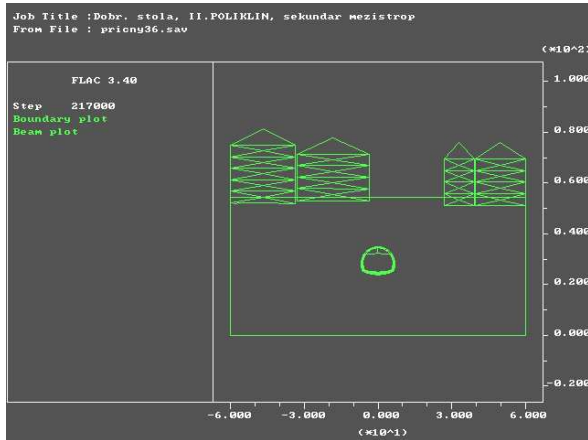 Job Title :Dobr. stola, II.POLIKLIN, sekundar mezistrop
From File : pricny36.sav
(*10^2)
FLAC 3.40
Step 217000
Boundary plot
Beam plot
1.000
0.800
0.600
0.400
0.200
0.000
-0.200
-6.000 -3.000 0.000 3.000 6.000
(*10^1)